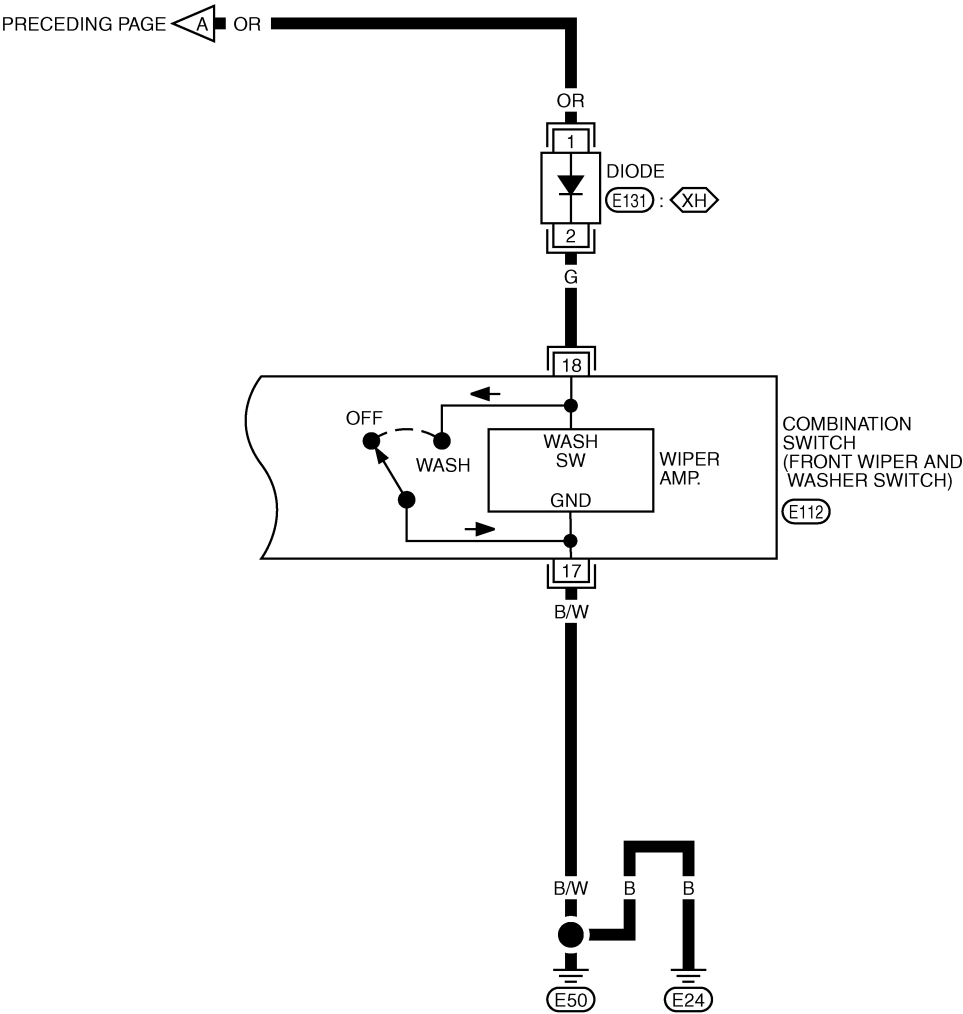 PRECEDING PAGE A OR
OR
1
DIODE
E131 : XH
2
G
18
OFF
WASH
WASH
SW
GND
WIPER
AMP.
COMBINATION
SWITCH
(FRONT WIPER AND
WASHER SWITCH)
E112
17
B/W
B/W B B
E50 E24